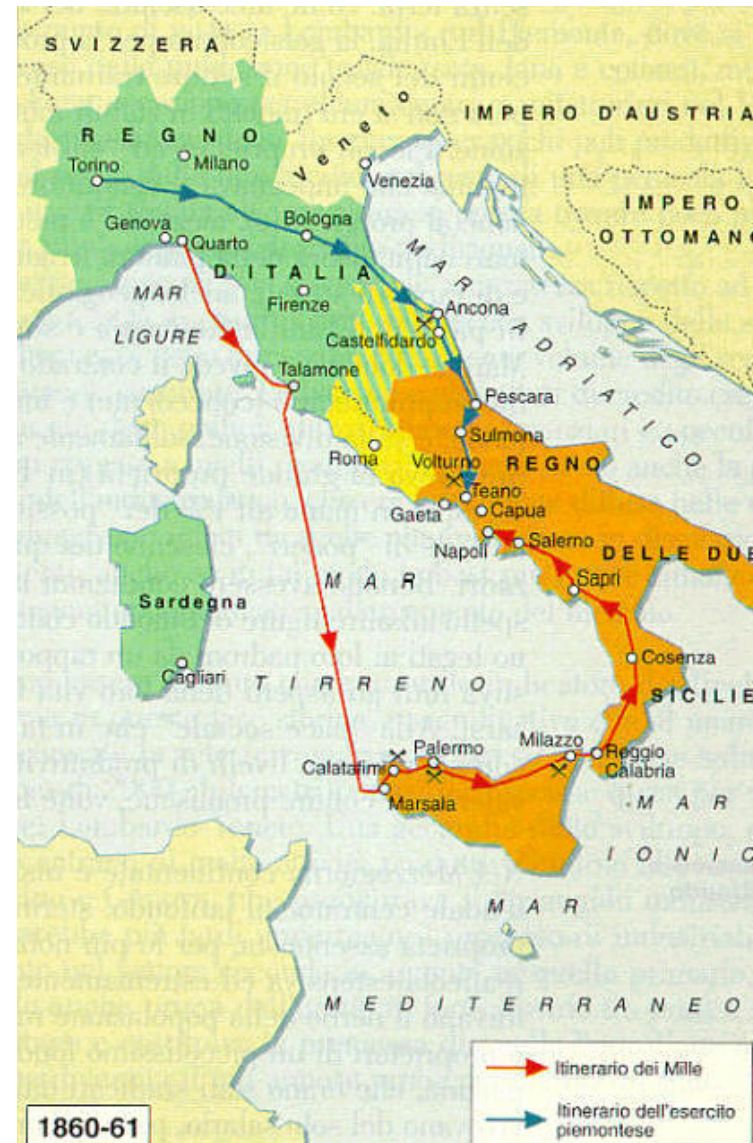 SVIZZERA
REGNO
Milano
Torino
Veneto
IMPERO D'AUSTRIA
Venezia
IMPERO
OTTOMANO
Genova
Quarto
Bologna
D'ITALIA
Firenze
MAR
LIGURE
MAR ADRIATICO
Ancona
Castelfidardo
Talamone
Pescara
Sulmona
Roma
Volturno
REGNO
Teano
Gaeta
Capua
Napoli
Salerno
DELLE DUE
Sapri
MAR
Sardegna
TIRRENO
Cagliari
Cosenza
SICILIE
Palermo
Milazzo
Reggio
Calabria
Calatafimi
Marsala
MAR
IONIO
MAR
MEDITERRANEO
Itinerario dei Mille
Itinerario dell'esercito
piemontese
1860-61